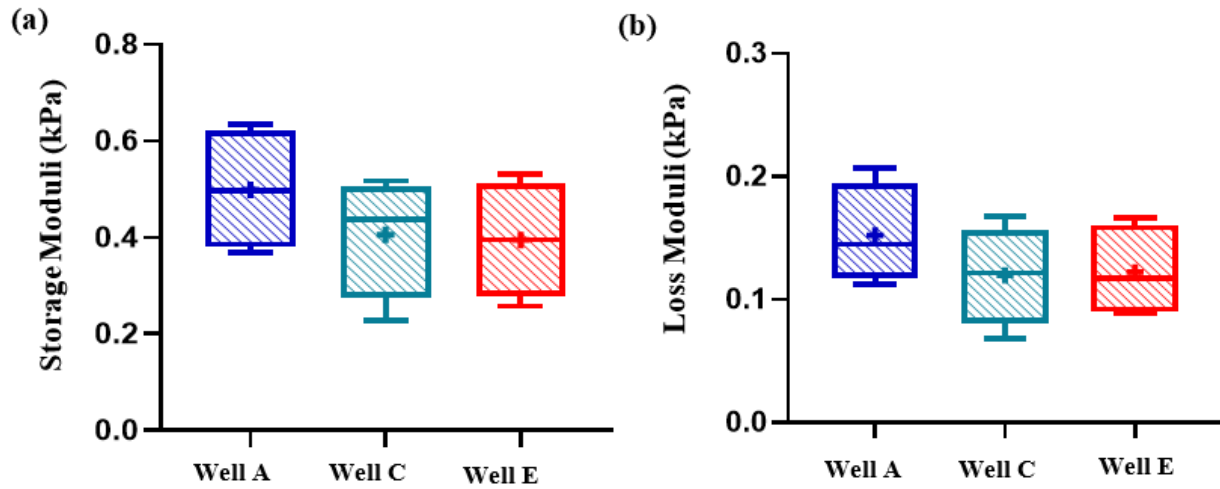 (a)
Storage Moduli (kPa)
0.8
0.6
0.4
0.2
0.0
Well A
Well C
Well E
(b)
Loss Moduli (kPa)
0.3
0.2
0.1
0.0
Well A
Well C
Well E